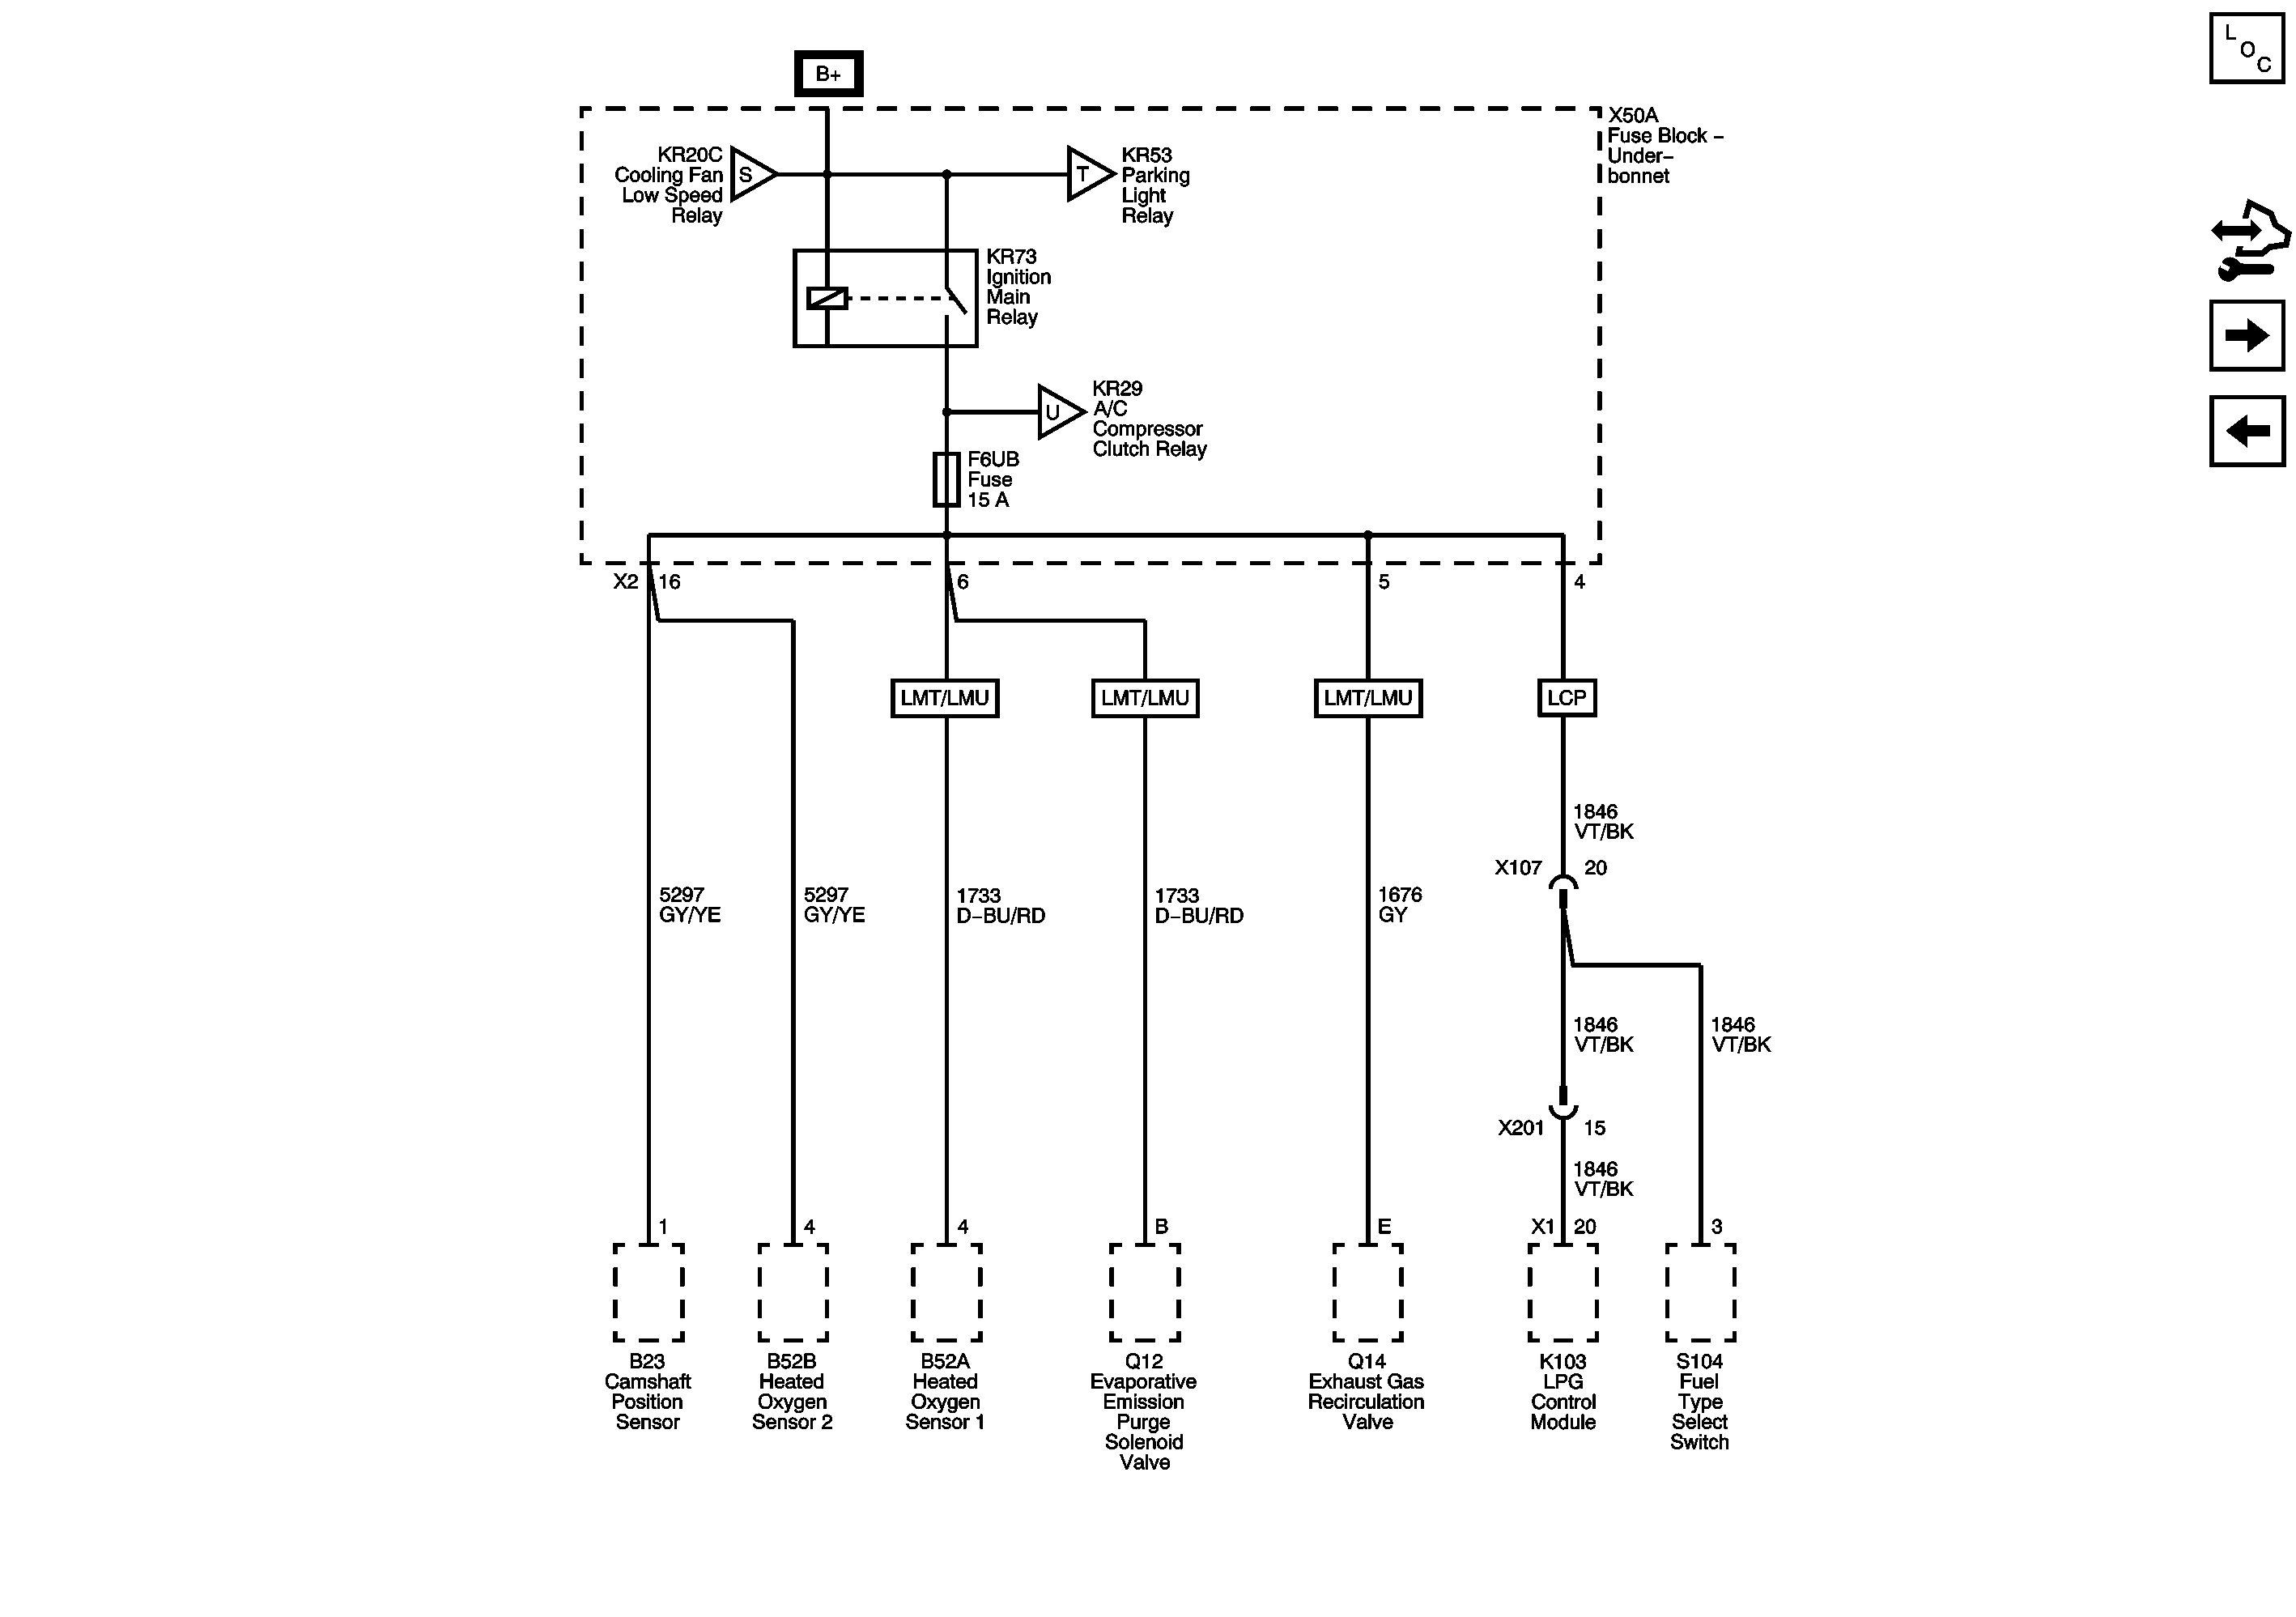 L
O
C
B+
X50A
Fuse Block –
Under–
bonnet
KR20C
Cooling Fan
Low Speed
Relay
S
T
KR53
Parking
Light
Relay
KR73
Ignition
Main
Relay
U
KR29
A/C
Compressor
Clutch Relay
F6UB
Fuse
15 A
X2
16
6
5
4
LMT/LMU
LMT/LMU
LMT/LMU
LCP
1846
VT/BK
X107
20
5297
GY/YE
5297
GY/YE
1733
D–BU/RD
1733
D–BU/RD
1676
GY
1846
VT/BK
1846
VT/BK
X201
15
1846
VT/BK
1
4
4
B
E
X1
20
3
B23
Camshaft
Position
Sensor
B52B
Heated
Oxygen
Sensor 2
B52A
Heated
Oxygen
Sensor 1
Q12
Evaporative
Emission
Purge
Solenoid
Valve
Q14
Exhaust Gas
Recirculation
Valve
K103
LPG
Control
Module
S104
Fuel
Type
Select
Switch